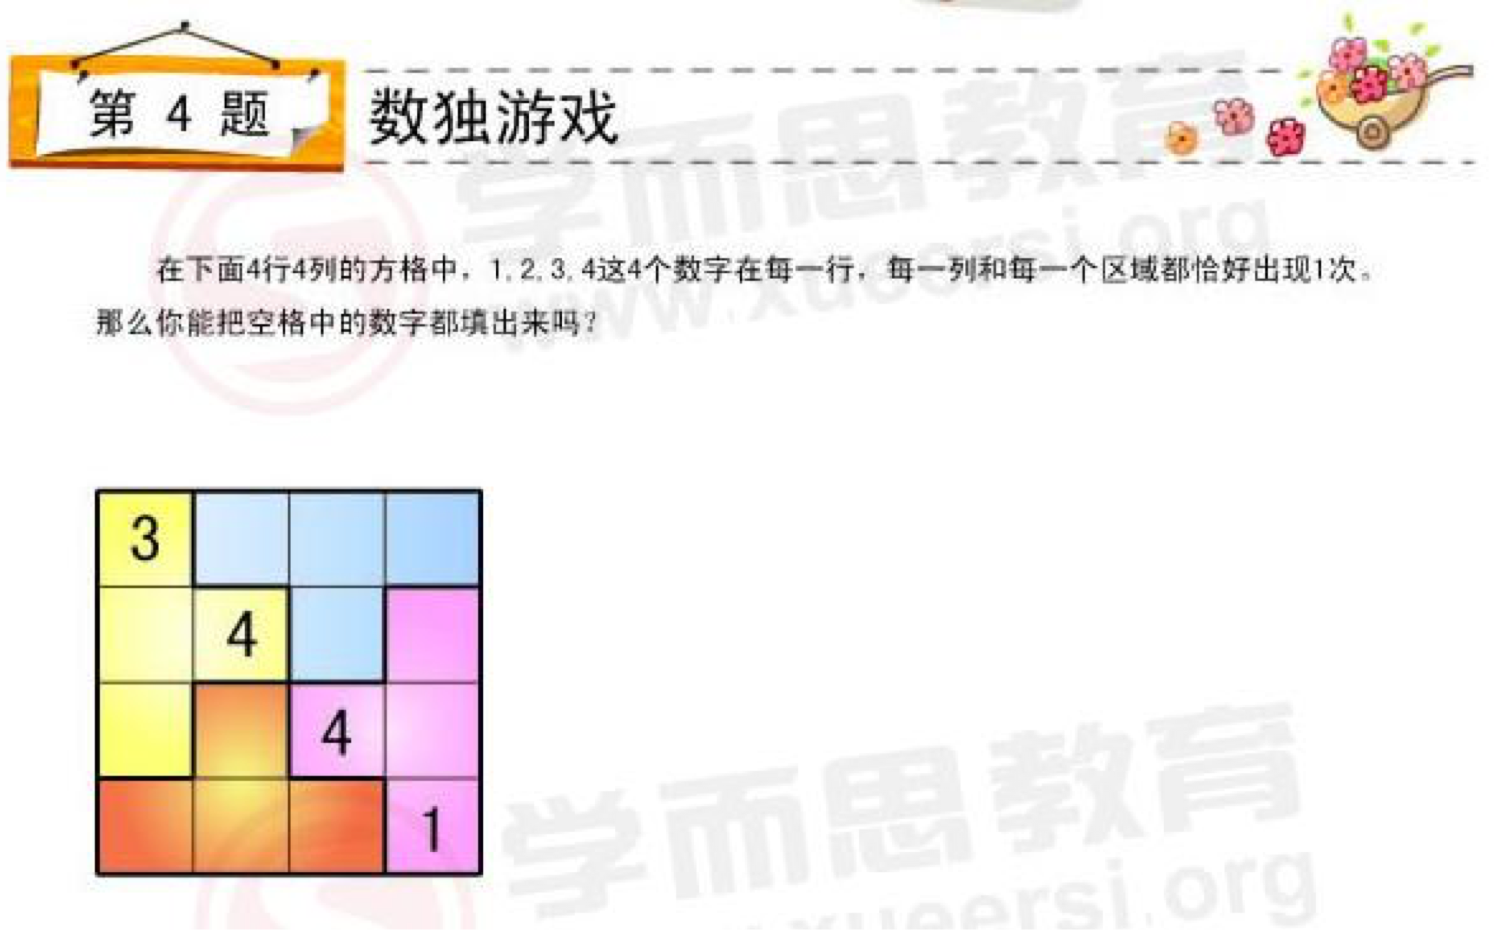 第 4 题
数独游戏
学而思教育
www.xueersi.org
在下面4行4列的方格中，1.2.3.4这4个数字在每一行，每一列和每一个区域都恰好出现1次。
那么你能把空格中的数字都填出来吗？
3
4
4
1
学而思教育
www.xueersi.org